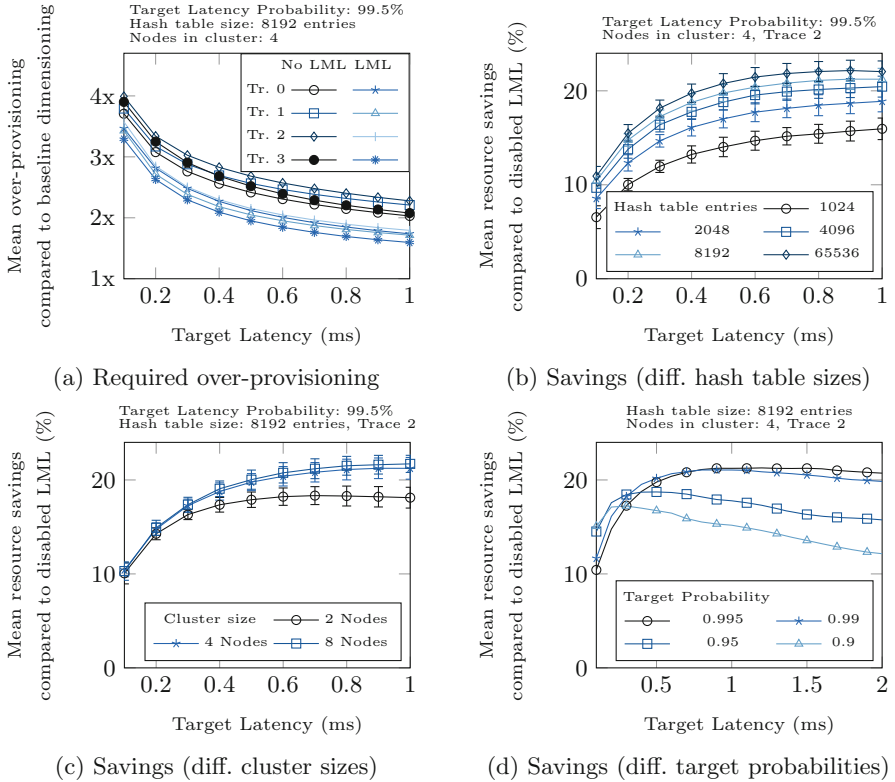 Target Latency Probability: 99.5%
Hash table size: 8192 entries
Nodes in cluster: 4
Mean over-provisioning
compared to baseline dimensioning
4x
3x
2x
1x
No LML LML
Tr. 0
Tr. 1
Tr. 2
Tr. 3
0.2 0.4 0.6 0.8 1
Target Latency (ms)
(a) Required over-provisioning
Target Latency Probability: 99.5%
Nodes in cluster: 4, Trace 2
Mean resource savings
compared to disabled LML (%)
20
10
0
Hash table entries 1024
2048 4096
8192 65536
0.2 0.4 0.6 0.8 1
Target Latency (ms)
(b) Savings (diff. hash table sizes)
Target Latency Probability: 99.5%
Hash table size: 8192 entries, Trace 2
Mean resource savings
compared to disabled LML (%)
20
10
0
Cluster size 2 Nodes
4 Nodes 8 Nodes
0.2 0.4 0.6 0.8 1
Target Latency (ms)
(c) Savings (diff. cluster sizes)
Hash table size: 8192 entries
Nodes in cluster: 4, Trace 2
Mean resource savings
compared to disabled LML (%)
20
10
0
Target Probability
0.995 0.99
0.95 0.9
0.5 1 1.5 2
Target Latency (ms)
(d) Savings (diff. target probabilities)